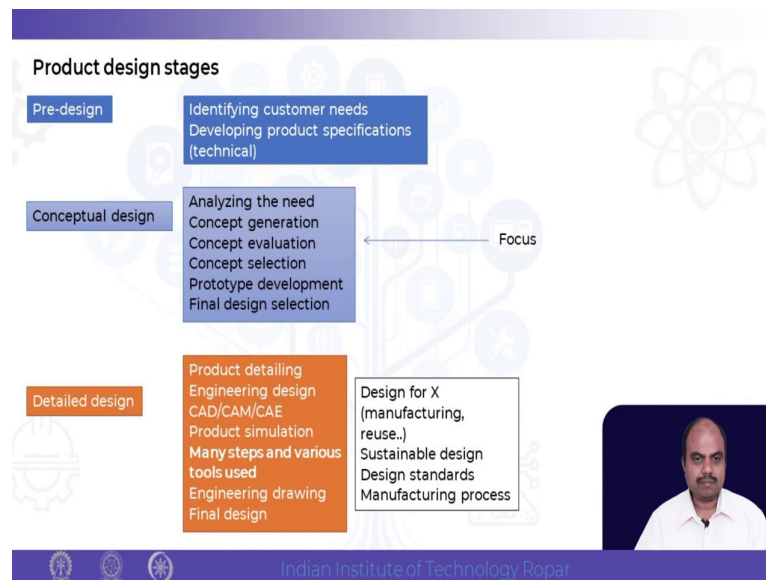 Product design stages
Pre-design
Identifying customer needs
Developing product specifications
(technical)
Conceptual design
Analyzing the need
Concept generation
Concept evaluation
Concept selection
Prototype development
Final design selection
Focus
Detailed design
Product detailing
Engineering design
CAD/CAM/CAE
Product simulation
Many steps and various
tools used
Engineering drawing
Final design
Design for X
(manufacturing,
reuse..)
Sustainable design
Design standards
Manufacturing process
Indian Institute of Technology Ropar